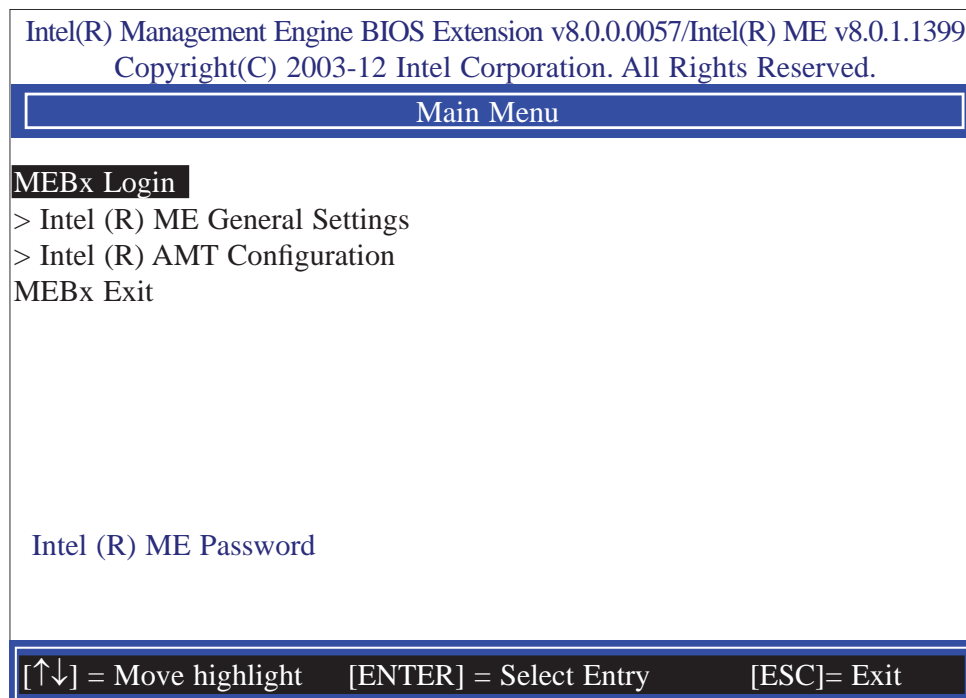 Intel(R) Management Engine BIOS Extension v8.0.0.0057/Intel(R) ME v8.0.1.1399
Copyright(C) 2003-12 Intel Corporation. All Rights Reserved.
Main Menu
MEBx Login
> Intel (R) ME General Settings
> Intel (R) AMT Configuration
MEBx Exit
Intel (R) ME Password
[↑↓] = Move highlight [ENTER] = Select Entry [ESC]= Exit